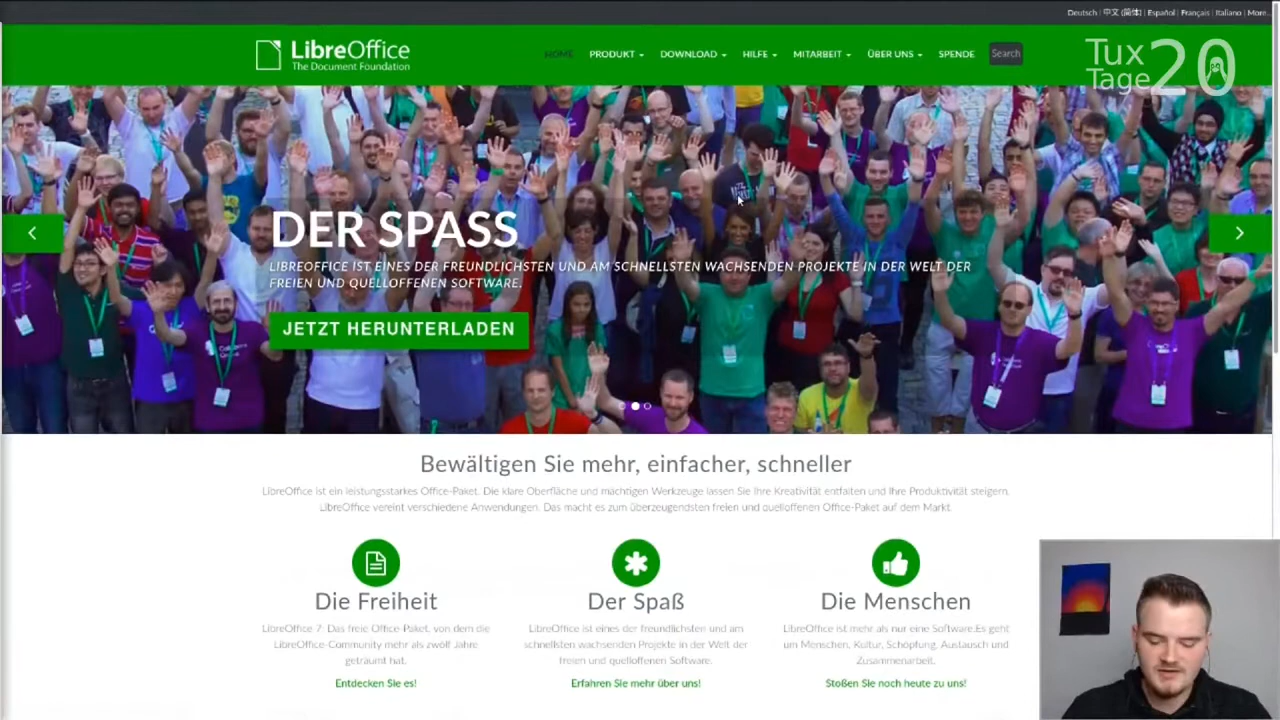 Deutsch | 中文 (简体) | Español | Français | Italiano | More...
LibreOffice
The Document Foundation
HOME
PRODUKT
DOWNLOAD
HILFE
MITARBEIT
ÜBER UNS
SPENDE
Search
Tux
Tage
20
DER SPASS
LIBREOFFICE IST EINES DER FREUNDLICHSTEN UND AM SCHNELLSTEN WACHSENDEN PROJEKTE IN DER WELT DER
FREIEN UND QUELLOFFENEN SOFTWARE.
JETZT HERUNTERLADEN
Bewältigen Sie mehr, einfacher, schneller
LibreOffice ist ein leistungsstarkes Office-Paket. Die klare Oberfläche und mächtigen Werkzeuge lassen Sie Ihre Kreativität entfalten und Ihre Produktivität steigern.
LibreOffice vereint verschiedene Anwendungen. Das macht es zum überzeugendsten freien und quelloffenen Office-Paket auf dem Markt.
Die Freiheit
LibreOffice 7: Das freie Office-Paket, von dem die
LibreOffice-Community mehr als zwölf Jahre
geträumt hat.
Entdecken Sie es!
Der Spaß
LibreOffice ist eines der freundlichsten und am
schnellsten wachsenden Projekte in der Welt der
freien und quelloffenen Software.
Erfahren Sie mehr über uns!
Die Menschen
LibreOffice ist mehr als nur eine Software.Es geht
um Menschen, Kultur, Schöpfung, Austausch und
Zusammenarbeit.
Stoßen Sie noch heute zu uns!